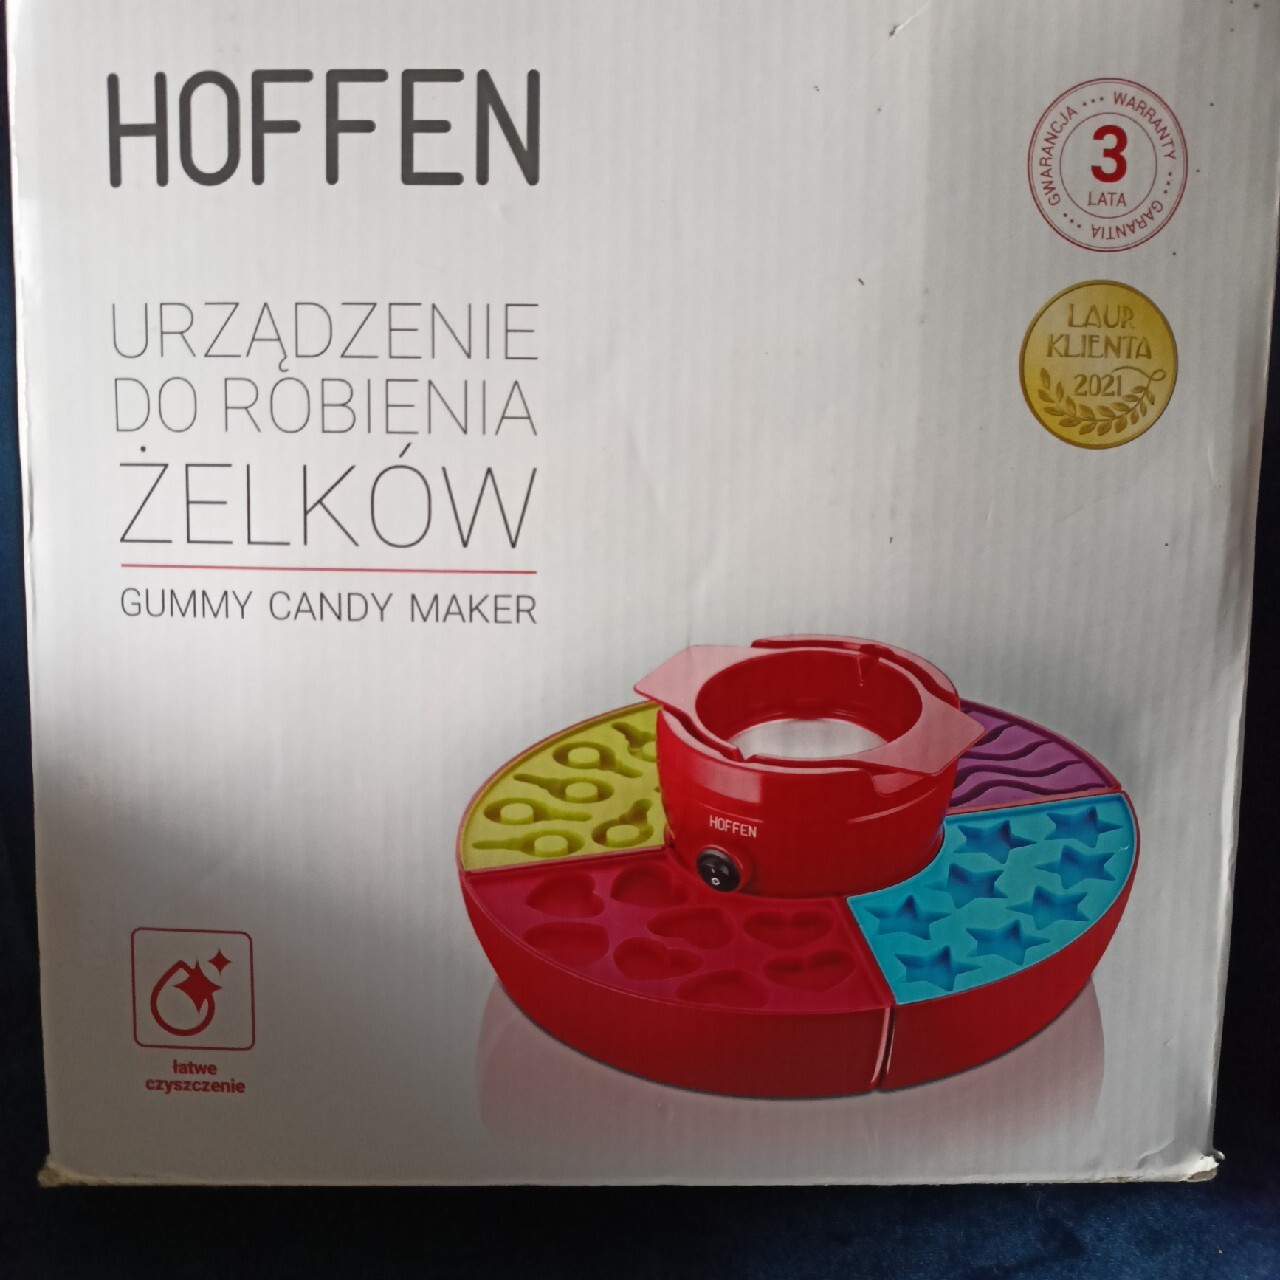 HOFFEN
GWARANCJA ••• WARRANTY ••• GARANTIA •••
3
LATA
URZĄDZENIE
DO ROBIENIA
ŻELKÓW
GUMMY CANDY MAKER
LAUR
KLIENTA
2021
HOFFEN
łatwe
czyszczenie